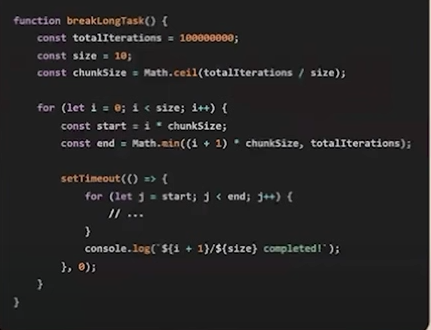 function breakLongTask() {
    const totalIterations = 100000000;
    const size = 10;
    const chunkSize = Math.ceil(totalIterations / size);

    for (let i = 0; i < size; i++) {
        const start = i * chunkSize;
        const end = Math.min((i + 1) * chunkSize, totalIterations);

        setTimeout(() => {
            for (let j = start; j < end; j++) {
                // ...
            }
            console.log(`${i + 1}/${size} completed!`);
        }, 0);
    }
}